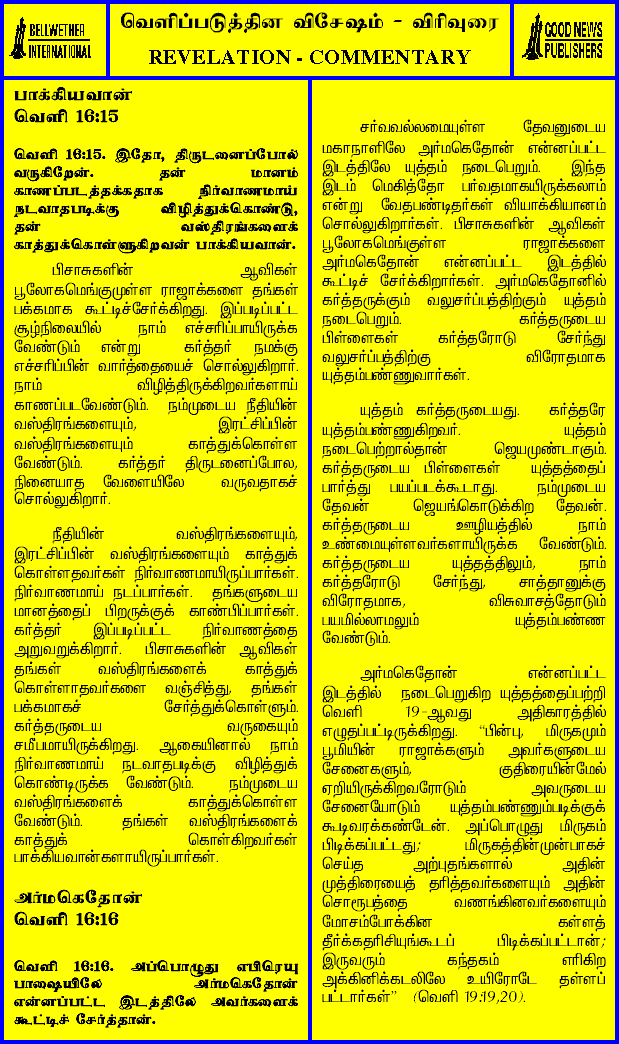 BELLWETHER
INTERNATIONAL
வெளிப்படுத்தின விசேஷம் - விரிவுரை
REVELATION - COMMENTARY
GOOD NEWS
PUBLISHERS
பாக்கியவான்
வெளி 16:15
வெளி 16:15. இதோ, திருடனைப்போல்
வருகிறேன். தன் மானம்
காணப்படத்தக்கதாக நிர்வாணமாய்
நடவாதபடிக்கு விழித்துக்கொண்டு,
தன் வஸ்திரங்களைக்
காத்துக்கொள்ளுகிறவன் பாக்கியவான்.
பிசாசுகளின் ஆவிகள்
பூலோகமெங்குமுள்ள ராஜாக்களை தங்கள்
பக்கமாக கூட்டிச்சேர்க்கிறது. இப்படிப்பட்ட
சூழ்நிலையில் நாம் எச்சரிப்பாயிருக்க
வேண்டும் என்று கர்த்தர் நமக்கு
எச்சரிப்பின் வார்த்தையைச் சொல்லுகிறார்.
நாம் விழித்திருக்கிறவர்களாய்
காணப்படவேண்டும். நம்முடைய நீதியின்
வஸ்திரங்களையும், இரட்சிப்பின்
வஸ்திரங்களையும் காத்துக்கொள்ள
வேண்டும். கர்த்தர் திருடனைப்போல,
நினையாத வேளையிலே வருவதாகச்
சொல்லுகிறார்.
நீதியின் வஸ்திரங்களையும்,
இரட்சிப்பின் வஸ்திரங்களையும் காத்துக்
கொள்ளதவர்கள் நிர்வாணமாயிருப்பார்கள்.
நிர்வாணமாய் நடப்பார்கள். தங்களுடைய
மானத்தைப் பிறருக்குக் காண்பிப்பார்கள்.
கர்த்தர் இப்படிப்பட்ட நிர்வாணத்தை
அறுவறுக்கிறார். பிசாசுகளின் ஆவிகள்
தங்கள் வஸ்திரங்களைக் காத்துக்
கொள்ளாதவர்களை வஞ்சித்து, தங்கள்
பக்கமாகச் சேர்த்துக்கொள்ளும்.
கர்த்தருடைய வருகையும்
சமீபமாயிருக்கிறது. ஆகையினால் நாம்
நிர்வாணமாய் நடவாதபடிக்கு விழித்துக்
கொண்டிருக்க வேண்டும். நம்முடைய
வஸ்திரங்களைக் காத்துக்கொள்ள
வேண்டும். தங்கள் வஸ்திரங்களைக்
காத்துக் கொள்கிறவர்கள்
பாக்கியவான்களாயிருப்பார்கள்.
அர்மகெதோன்
வெளி 16:16
வெளி 16:16. அப்பொழுது எபிரெயு
பாஷையிலே அர்மகெதோன்
என்னப்பட்ட இடத்திலே அவர்களைக்
கூட்டிச் சேர்த்தான்.
சர்வவல்லமையுள்ள தேவனுடைய
மகாநாளிலே அர்மகெதோன் என்னப்பட்ட
இடத்திலே யுத்தம் நடைபெறும். இந்த
இடம் மெகித்தோ பர்வதமாகயிருக்கலாம்
என்று வேதபண்டிதர்கள் வியாக்கியானம்
சொல்லுகிறார்கள். பிசாசுகளின் ஆவிகள்
பூலோகமெங்குள்ள ராஜாக்களை
அர்மகெதோன் என்னப்பட்ட இடத்தில்
கூட்டிச் சேர்க்கிறார்கள். அர்மகெதோனில்
கர்த்தருக்கும் வலுசர்ப்பத்திற்கும் யுத்தம்
நடைபெறும். கர்த்தருடைய
பிள்ளைகள் கர்த்தரோடு சேர்ந்து
வலுசர்ப்பத்திற்கு விரோதமாக
யுத்தம்பண்ணுவார்கள்.
யுத்தம் கர்த்தருடையது. கர்த்தரே
யுத்தம்பண்ணுகிறவர். யுத்தம்
நடைபெற்றால்தான் ஜெயமுண்டாகும்.
கர்த்தருடைய பிள்ளைகள் யுத்தத்தைப்
பார்த்து பயப்படக்கூடாது. நம்முடைய
தேவன் ஜெயங்கொடுக்கிற தேவன்.
கர்த்தருடைய ஊழியத்தில் நாம்
உண்மையுள்ளவர்களாயிருக்க வேண்டும்.
கர்த்தருடைய யுத்தத்திலும், நாம்
கர்த்தரோடு சேர்ந்து, சாத்தானுக்கு
விரோதமாக, விசுவாசத்தோடும்
பயமில்லாமலும் யுத்தம்பண்ண
வேண்டும்.
அர்மகெதோன் என்னப்பட்ட
இடத்தில் நடைபெறுகிற யுத்தத்தைப்பற்றி
வெளி 19-ஆவது அதிகாரத்தில்
எழுதப்பட்டிருக்கிறது. “பின்பு, மிருகமும்
பூமியின் ராஜாக்களும் அவர்களுடைய
சேனைகளும், குதிரையின்மேல்
ஏறியிருக்கிறவரோடும் அவருடைய
சேனையோடும் யுத்தம்பண்ணும்படிக்குக்
கூடிவரக்கண்டேன். அப்பொழுது மிருகம்
பிடிக்கப்பட்டது; மிருகத்தின்முன்பாகச்
செய்த அற்புதங்களால் அதின்
முத்திரையைத் தரித்தவர்களையும் அதின்
சொரூபத்தை வணங்கினவர்களையும்
மோசம்போக்கின கள்ளத்
தீர்க்கதரிசியுங்கூடப் பிடிக்கப்பட்டான்;
இருவரும் கந்தகம் எரிகிற
அக்கினிக்கடலிலே உயிரோடே தள்ளப்
பட்டார்கள்” (வெளி 19:19,20).